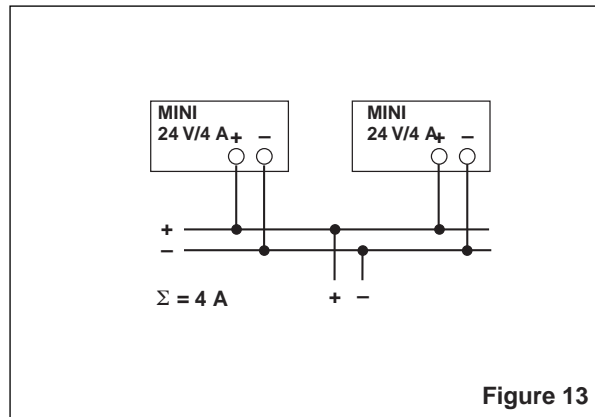 MINI
24 V/4 A + −
MINI
24 V/4 A + −
+
−
Σ = 4 A
+ −
Figure 13